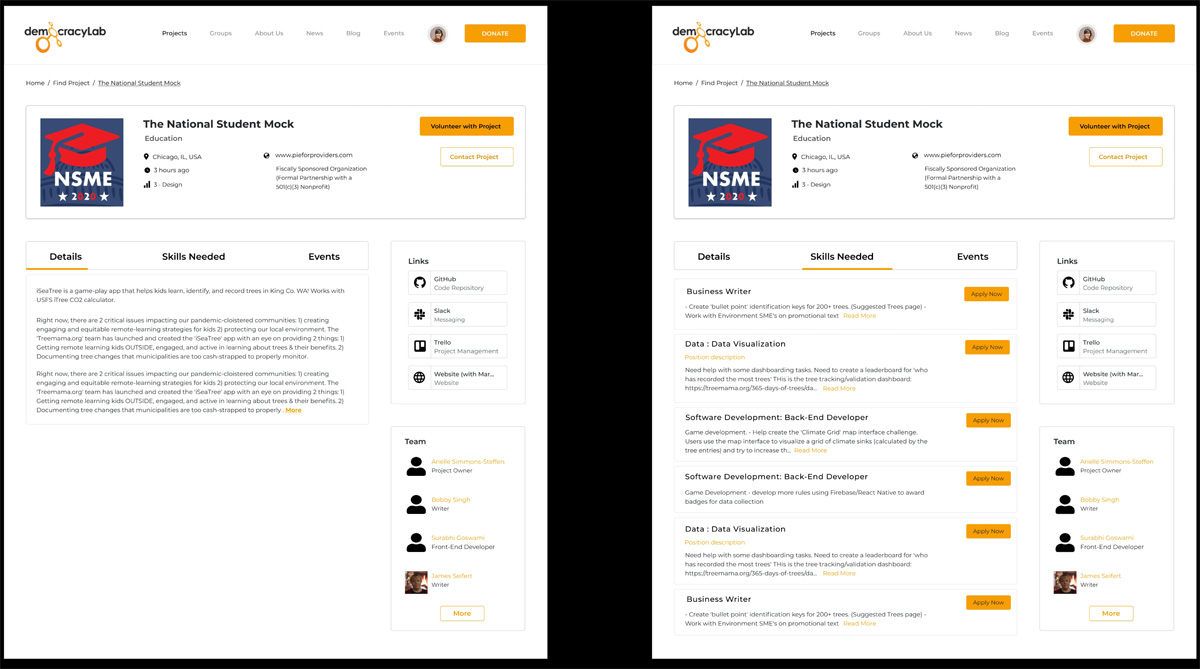 democracyLab
Projects Groups About Us News Blog Events DONATE
Home / Find Project / The National Student Mock
NSME
2020
The National Student Mock
Education
Chicago, IL, USA
3 hours ago
3 - Design
www.pieforproviders.com
Fiscally Sponsored Organization
(Formal Partnership with a
501(c)(3) Nonprofit)
Volunteer with Project
Contact Project
Details Skills Needed Events
iSeaTree is a game-play app that helps kids learn, identify, and record trees in King Co. WA! Works with
USFS iTree CO2 calculator.
Right now, there are 2 critical issues impacting our pandemic-cloistered communities: 1) creating
engaging and equitable remote-learning strategies for kids 2) protecting our local environment. The
'Treemama.org' team has launched and created the 'iSeaTree' app with an eye on providing 2 things: 1)
Getting remote learning kids OUTSIDE, engaged, and active in learning about trees & their benefits. 2)
Documenting tree changes that municipalities are too cash-strapped to properly monitor.
Right now, there are 2 critical issues impacting our pandemic-cloistered communities: 1) creating
engaging and equitable remote-learning strategies for kids 2) protecting our local environment. The
'Treemama.org' team has launched and created the 'iSeaTree' app with an eye on providing 2 things: 1)
Getting remote learning kids OUTSIDE, engaged, and active in learning about trees & their benefits. 2)
Documenting tree changes that municipalities are too cash-strapped to properly . More
Links
GitHub
Code Repository
Slack
Messaging
Trello
Project Management
Website (with Mar...
Website
Team
Arielle Simmons-Steffen
Project Owner
Bobby Singh
Writer
Surabhi Goswami
Front-End Developer
James Seifert
Writer
More
democracyLab
Projects Groups About Us News Blog Events DONATE
Home / Find Project / The National Student Mock
NSME
2020
The National Student Mock
Education
Chicago, IL, USA
3 hours ago
3 - Design
www.pieforproviders.com
Fiscally Sponsored Organization
(Formal Partnership with a
501(c)(3) Nonprofit)
Volunteer with Project
Contact Project
Details Skills Needed Events
Business Writer
Apply Now
- Create 'bullet point' identification keys for 200+ trees. (Suggested Trees page) -
Work with Environment SME's on promotional text Read More
Data : Data Visualization
Apply Now
Position description
Need help with some dashboarding tasks. Need to create a leaderboard for 'who
has recorded the most trees' THis is the tree tracking/validation dashboard:
https://treemama.org/365-days-of-trees/da... Read More
Software Development: Back-End Developer
Apply Now
Game development. - Help create the 'Climate Grid' map interface challenge.
Users use the map interface to visualize a grid of climate sinks (calculated by the
tree entries) and try to increase th... Read More
Software Development: Back-End Developer
Apply Now
Game Development - develop more rules using Firebase/React Native to award
badges for data collection
Data : Data Visualization
Apply Now
Position description
Need help with some dashboarding tasks. Need to create a leaderboard for 'who
has recorded the most trees' THis is the tree tracking/validation dashboard:
https://treemama.org/365-days-of-trees/da... Read More
Business Writer
Apply Now
- Create 'bullet point' identification keys for 200+ trees. (Suggested Trees page) -
Work with Environment SME's on promotional text Read More
Links
GitHub
Code Repository
Slack
Messaging
Trello
Project Management
Website (with Mar...
Website
Team
Arielle Simmons-Steffen
Project Owner
Bobby Singh
Writer
Surabhi Goswami
Front-End Developer
James Seifert
Writer
More